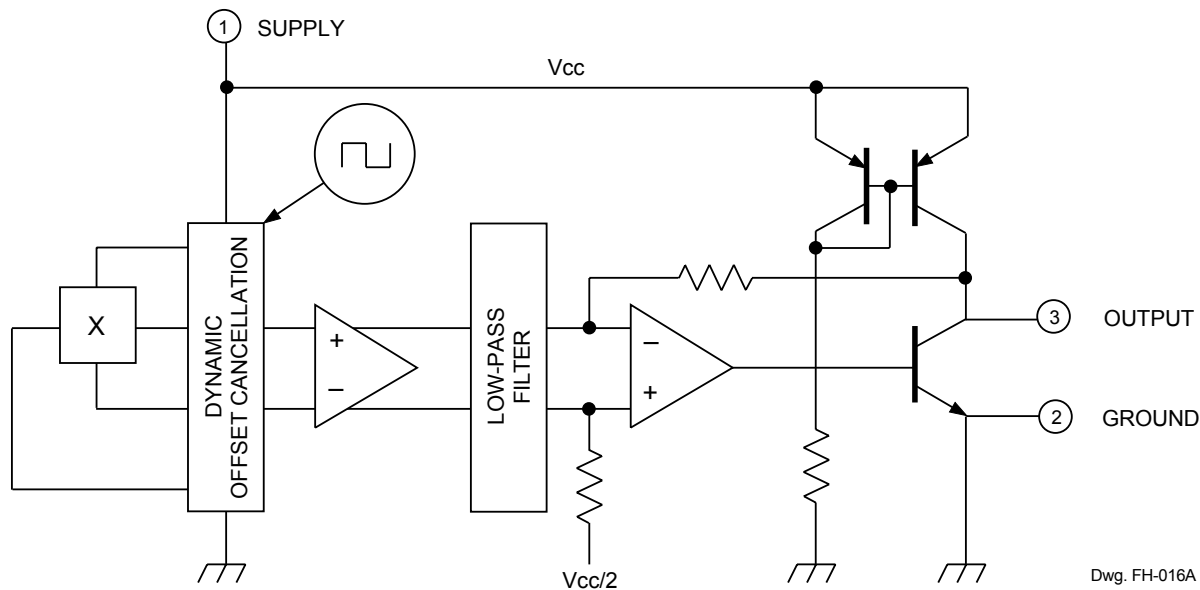 1 SUPPLY
Vcc
X
DYNAMIC
OFFSET CANCELLATION
+
–
LOW-PASS
FILTER
–
+
Vcc/2
3 OUTPUT
2 GROUND
Dwg. FH-016A